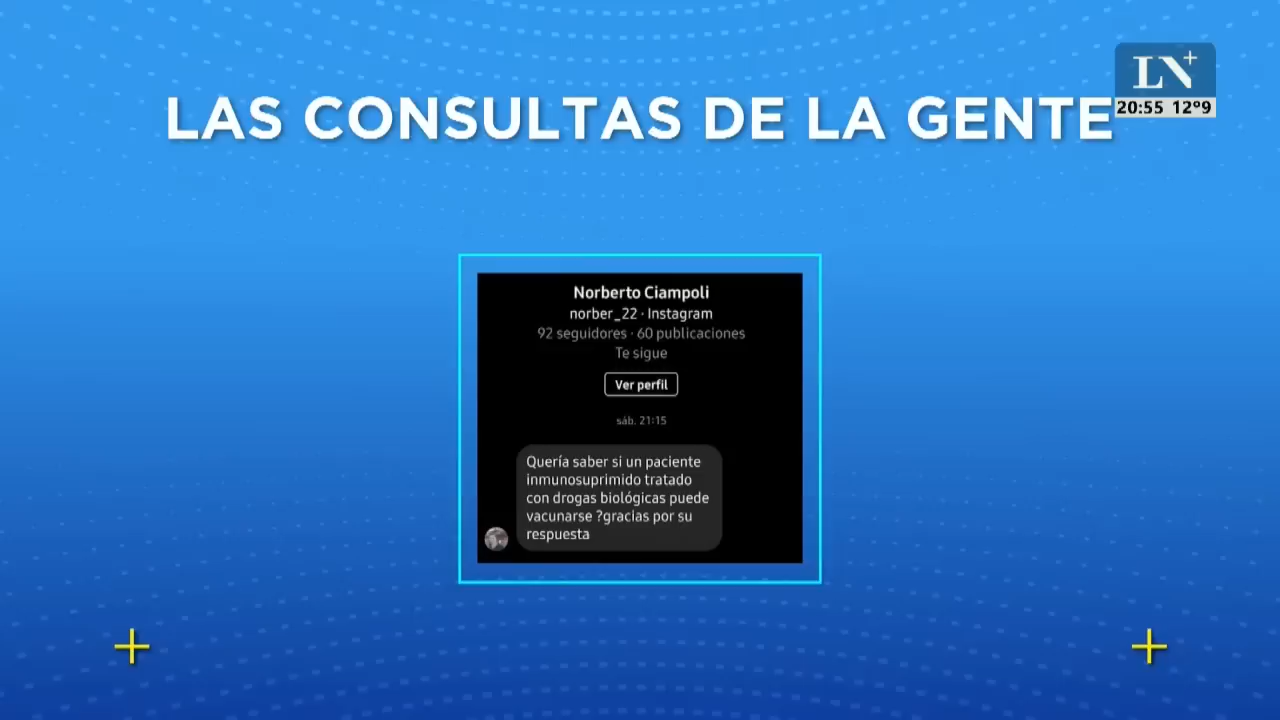 LN+
20:55 12°9
LAS CONSULTAS DE LA GENTE
Norberto Ciampoli
norber_22 · Instagram
92 seguidores · 60 publicaciones
Te sigue
Ver perfil
sáb. 21:15
Quería saber si un paciente
inmunosuprimido tratado
con drogas biológicas puede
vacunarse ?gracias por su
respuesta